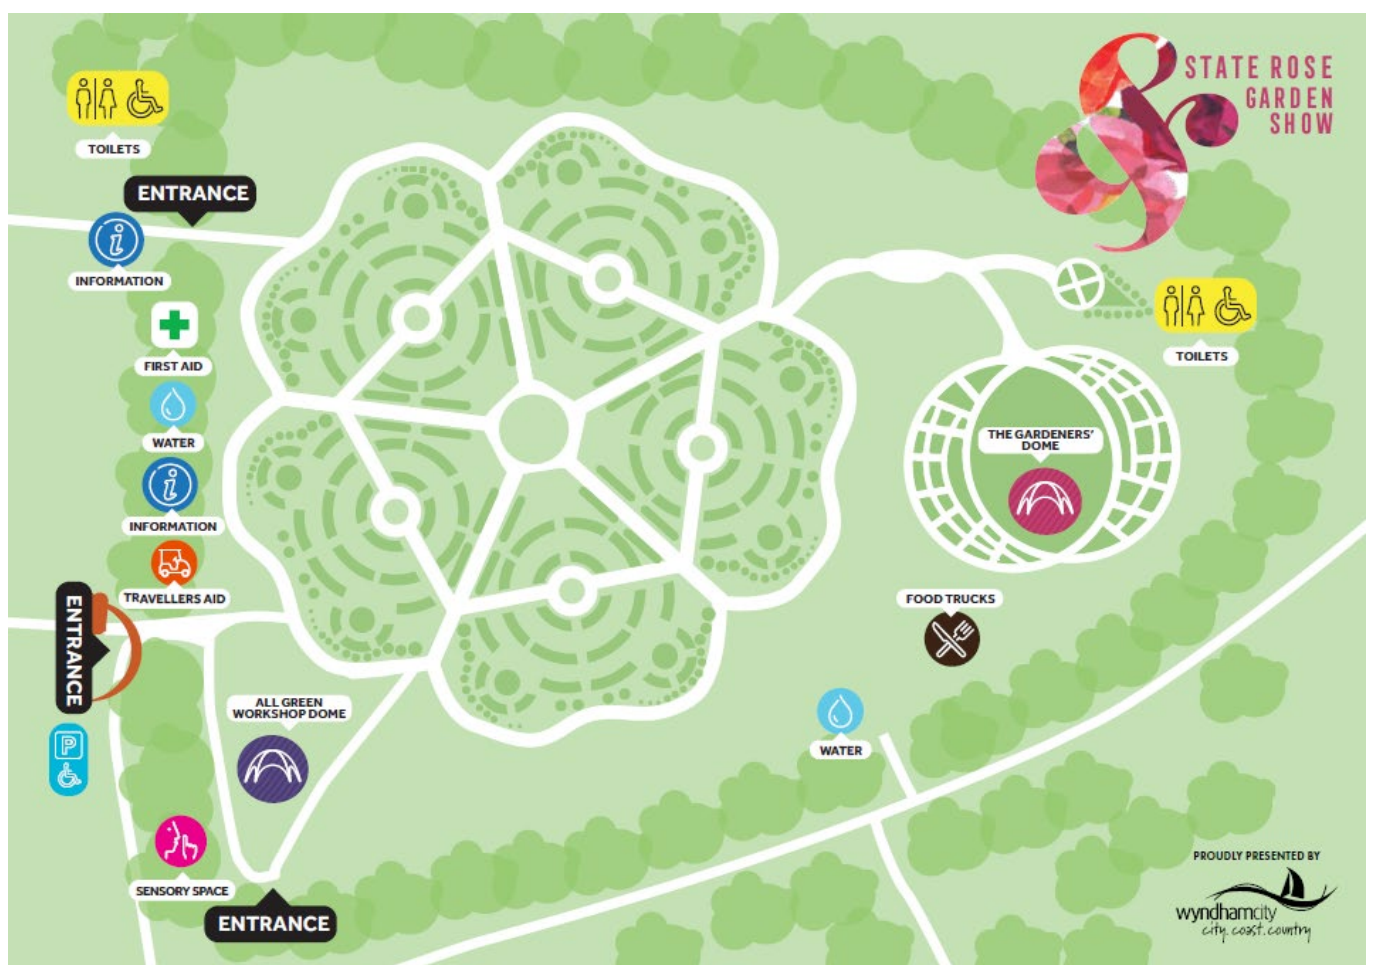 STATE ROSE
GARDEN
SHOW
TOILETS
ENTRANCE
INFORMATION
FIRST AID
TOILETS
WATER
THE GARDENERS'
DOME
INFORMATION
TRAVELLERS AID
ENTRANCE
FOOD TRUCKS
ALL GREEN
WORKSHOP DOME
P
WATER
SENSORY SPACE
ENTRANCE
PROUDLY PRESENTED BY
wyndhamcity
city. coast. country